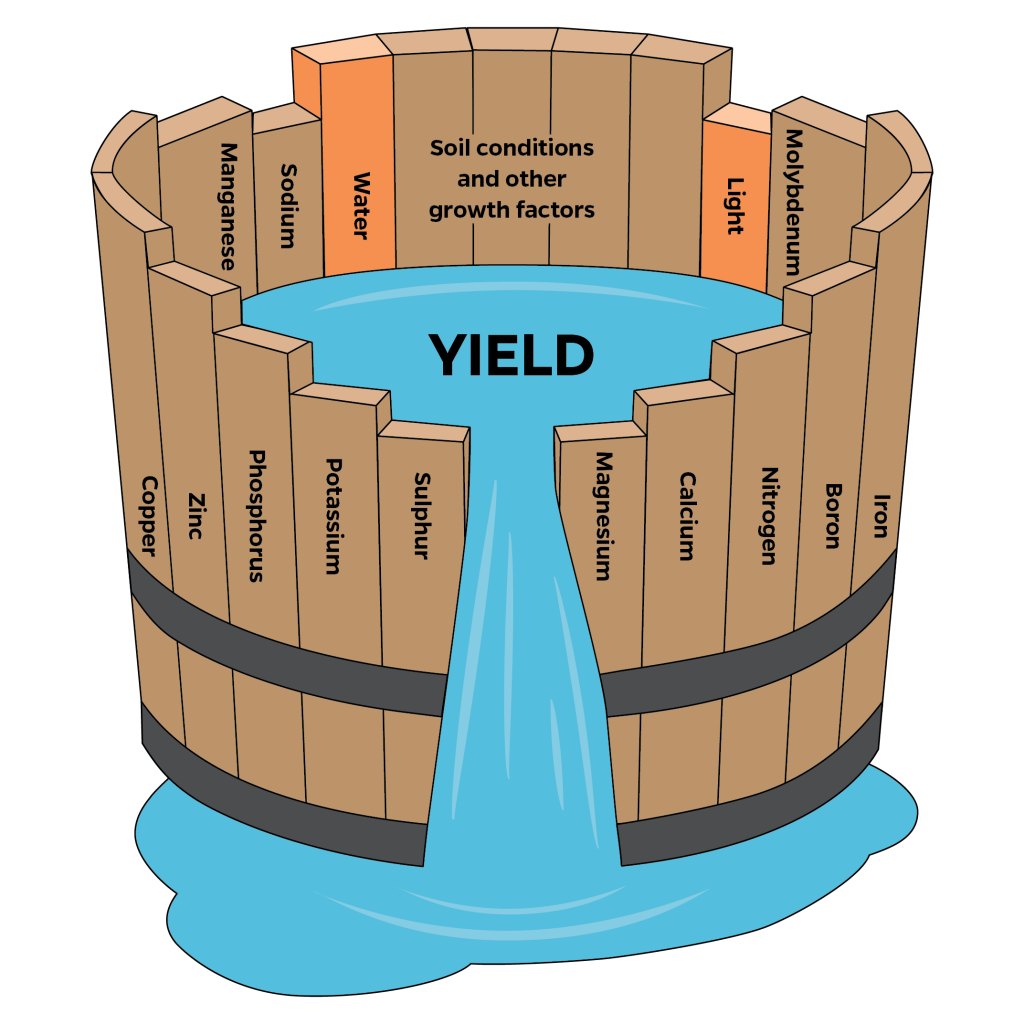 Manganese
Sodium
Water
Soil conditions
and other
growth factors
Light
Molybdenum
YIELD
Copper
Zinc
Phosphorus
Potassium
Sulphur
Magnesium
Calcium
Nitrogen
Boron
Iron